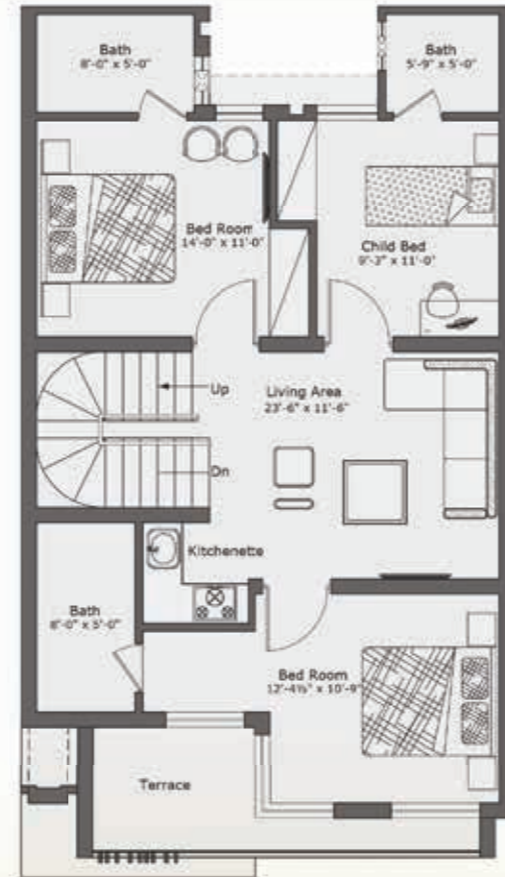 Bath
8'-0" x 5'-0"
Bath
5'-9" x 5'-0"
Bed Room
14'-0" x 11'-0"
Child Bed
9'-3" x 11'-0"
Up
Living Area
23'-6" x 11'-6"
Dn
Kitchenette
Bath
8'-0" x 5'-0"
Bed Room
12'-4½" x 10'-9"
Terrace